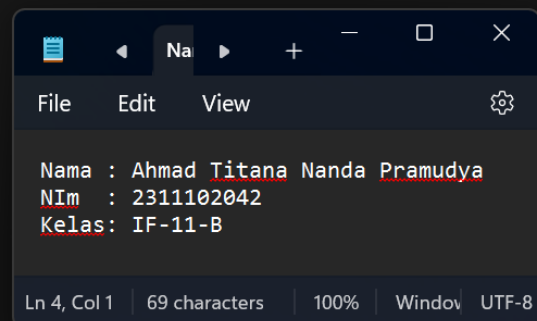 Nar
+
File Edit View
Nama : Ahmad Titana Nanda Pramudya
NIm  : 2311102042
Kelas: IF-11-B
Ln 4, Col 1 69 characters 100% Window UTF-8